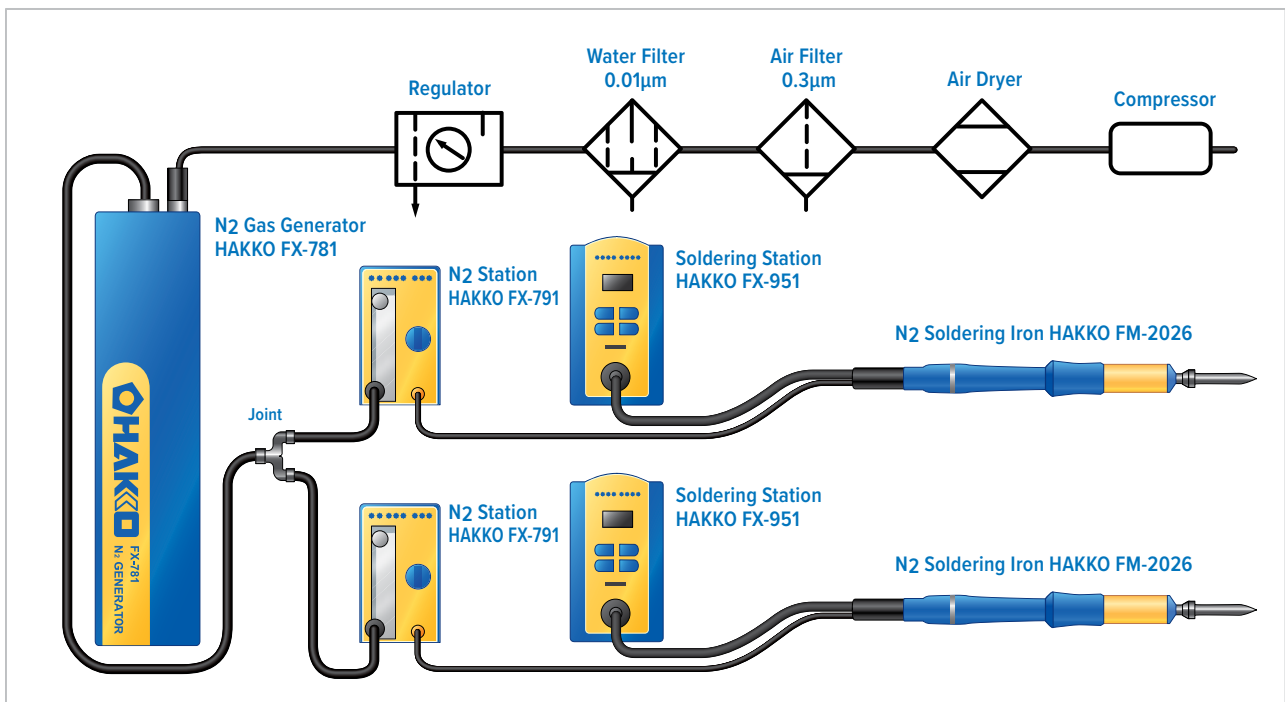 Water Filter
0.01µm
Air Filter
0.3µm
Regulator
Air Dryer
Compressor
N2 Gas Generator
HAKKO FX-781
N2 Station
HAKKO FX-791
Soldering Station
HAKKO FX-951
N2 Soldering Iron HAKKO FM-2026
Joint
HAKKO
FX-781
N2 GENERATOR
N2 Station
HAKKO FX-791
Soldering Station
HAKKO FX-951
N2 Soldering Iron HAKKO FM-2026